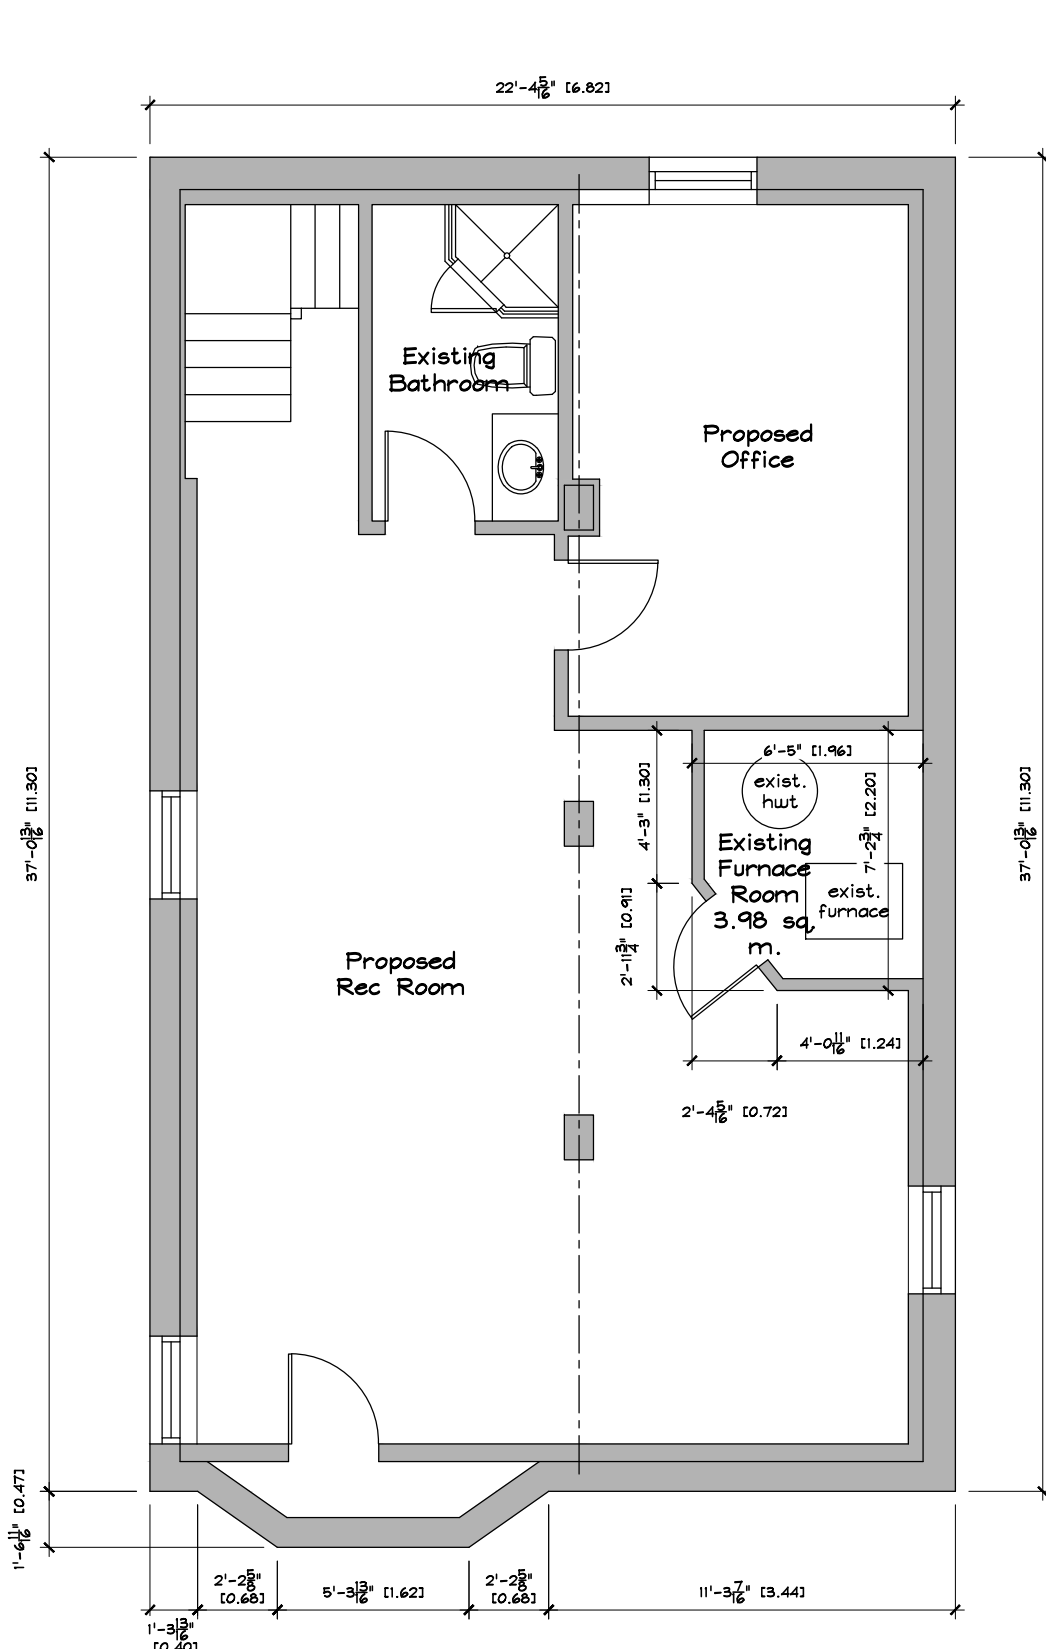 22'-4 5/16" [6.82]
Existing
Bathroom
Proposed
Office
37'-0 13/16" [11.30]
37'-0 13/16" [11.30]
6'-5" [1.96]
4'-3" [1.30]
exist.
hwt
7'-2 3/4" [2.20]
Existing
Furnace
Room
3.98 sq.
m.
exist.
furnace
2'-11 3/4" [0.91]
Proposed
Rec Room
4'-0 11/16" [1.24]
2'-4 5/16" [0.72]
1'-6 11/16" [0.47]
2'-2 5/8"
[0.68]
5'-3 13/16" [1.62]
2'-2 5/8"
[0.68]
11'-3 7/16" [3.44]
1'-3 13/16"
[0.40]